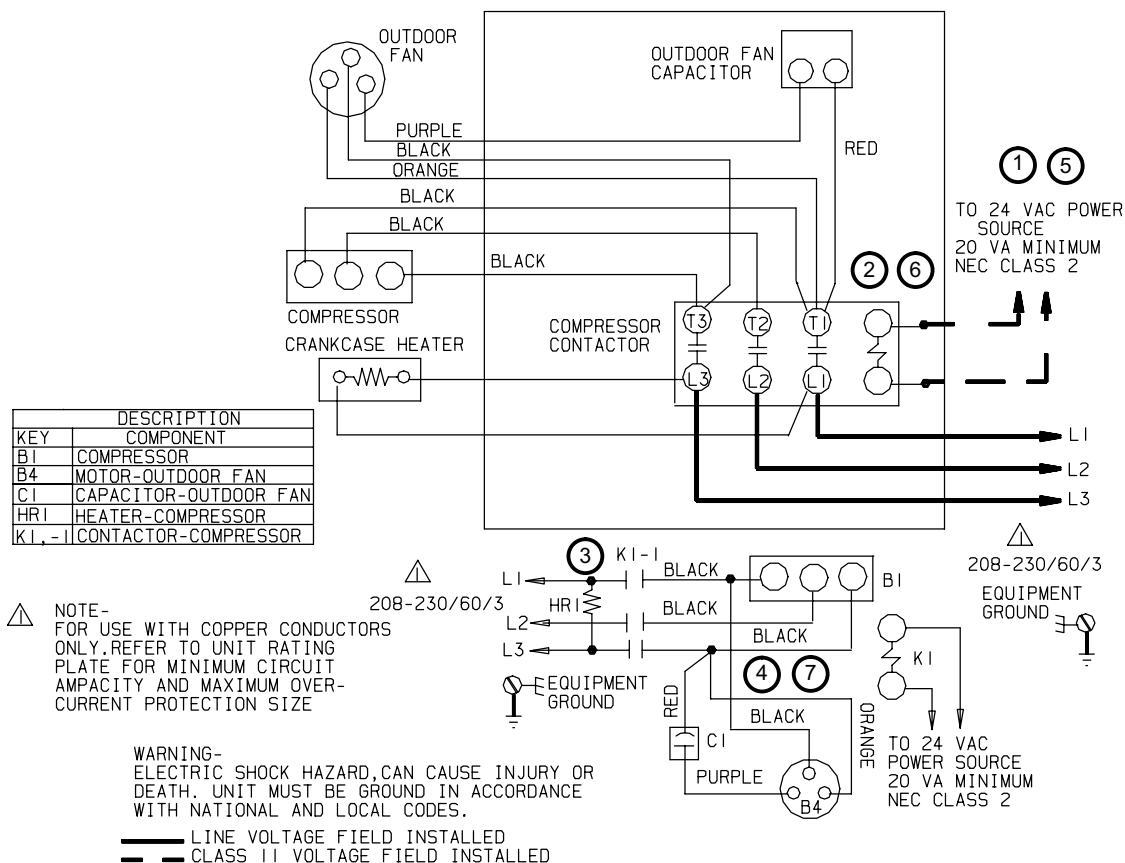 OUTDOOR
FAN
OUTDOOR FAN
CAPACITOR
PURPLE
BLACK
ORANGE
RED
1 5
BLACK
BLACK
TO 24 VAC POWER
SOURCE
20 VA MINIMUM
NEC CLASS 2
BLACK
2 6
COMPRESSOR
COMPRESSOR
CONTACTOR
T3 T2 T1
CRANKCASE HEATER
L3 L2 L1
DESCRIPTION
KEY COMPONENT
B1 COMPRESSOR
B4 MOTOR-OUTDOOR FAN
C1 CAPACITOR-OUTDOOR FAN
HR1 HEATER-COMPRESSOR
K1,-1 CONTACTOR-COMPRESSOR
L1
L2
L3
208-230/60/3
EQUIPMENT
GROUND
3 K1-1
L1 BLACK B1
208-230/60/3
HR1 BLACK
L2
BLACK
L3
K1
4 7
EQUIPMENT
GROUND
RED
BLACK
ORANGE
C1
PURPLE
B4
TO 24 VAC
POWER SOURCE
20 VA MINIMUM
NEC CLASS 2
! NOTE-
FOR USE WITH COPPER CONDUCTORS
ONLY.REFER TO UNIT RATING
PLATE FOR MINIMUM CIRCUIT
AMPACITY AND MAXIMUM OVER-
CURRENT PROTECTION SIZE
WARNING-
ELECTRIC SHOCK HAZARD,CAN CAUSE INJURY OR
DEATH. UNIT MUST BE GROUND IN ACCORDANCE
WITH NATIONAL AND LOCAL CODES.
LINE VOLTAGE FIELD INSTALLED
CLASS II VOLTAGE FIELD INSTALLED